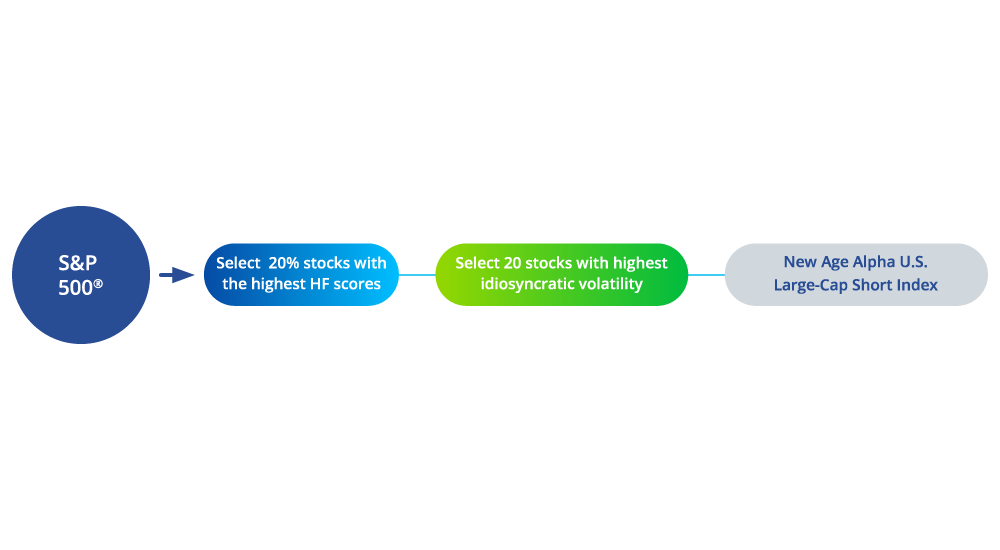 S&P
500®
Select 20% stocks with
the highest HF scores
Select 20 stocks with highest
idiosyncratic volatility
New Age Alpha U.S.
Large-Cap Short Index